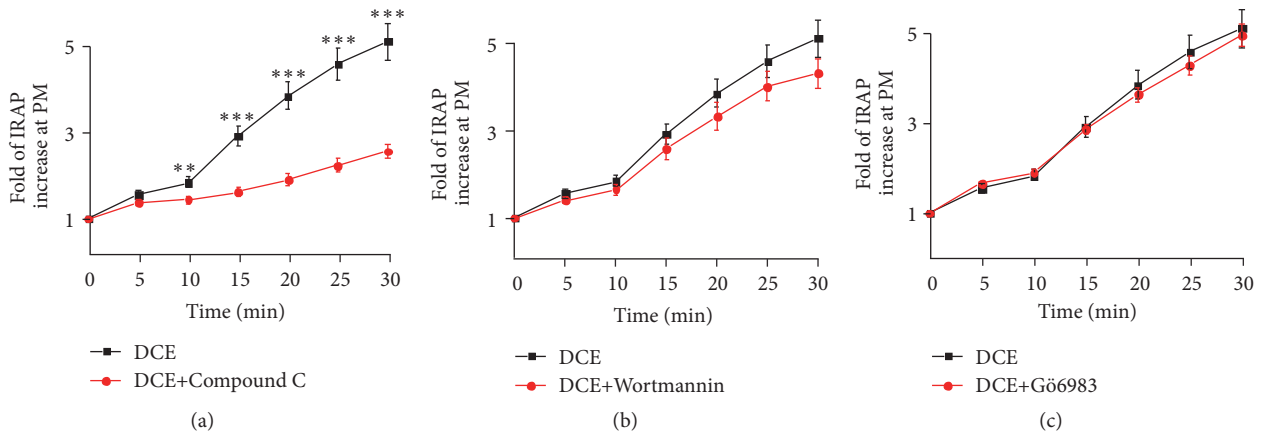 Fold of IRAP
increase at PM
5
3
1
**
***
***
***
***
0 5 10 15 20 25 30
Time (min)
DCE
DCE+Compound C
(a)
Fold of IRAP
increase at PM
5
3
1
0 5 10 15 20 25 30
Time (min)
DCE
DCE+Wortmannin
(b)
Fold of IRAP
increase at PM
5
3
1
0 5 10 15 20 25 30
Time (min)
DCE
DCE+Gö6983
(c)